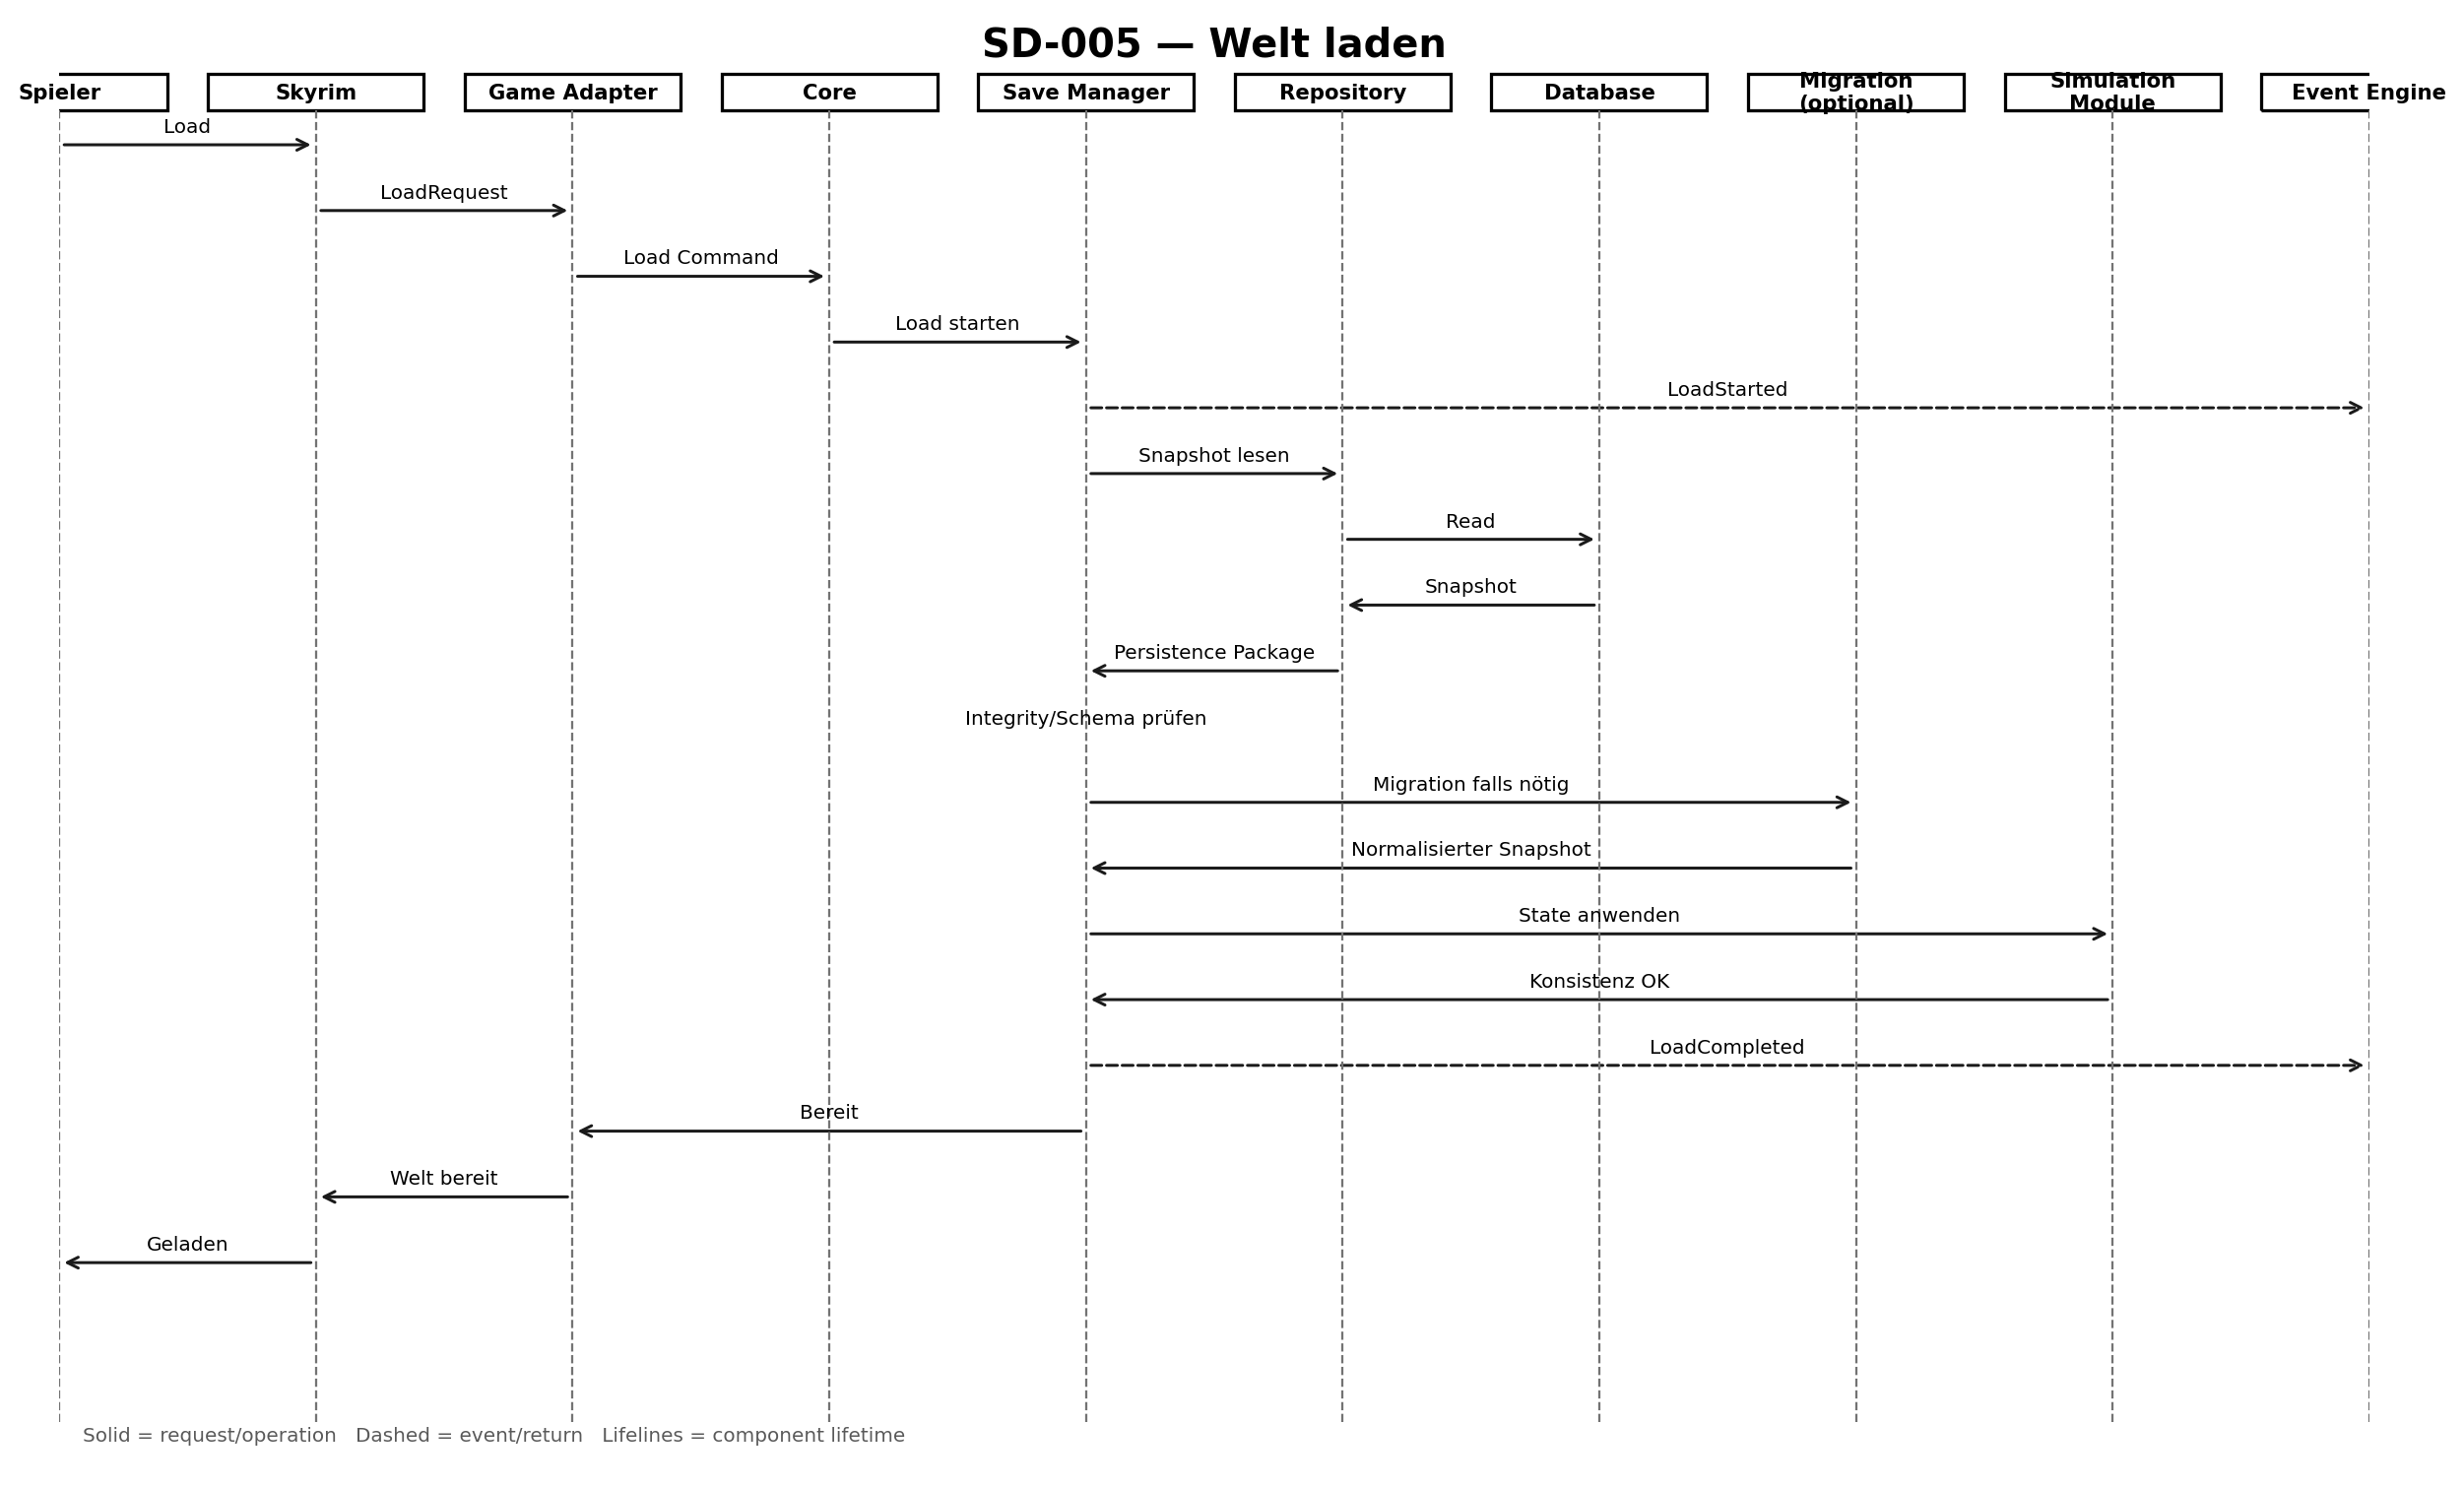 SD-005 — Welt laden
Spieler
Skyrim
Game Adapter
Core
Save Manager
Repository
Database
Migration
(optional)
Simulation
Module
Event Engine
Load
LoadRequest
Load Command
Load starten
LoadStarted
Snapshot lesen
Read
Snapshot
Persistence Package
Integrity/Schema prüfen
Migration falls nötig
Normalisierter Snapshot
State anwenden
Konsistenz OK
LoadCompleted
Bereit
Welt bereit
Geladen
Solid = request/operation   Dashed = event/return   Lifelines = component lifetime